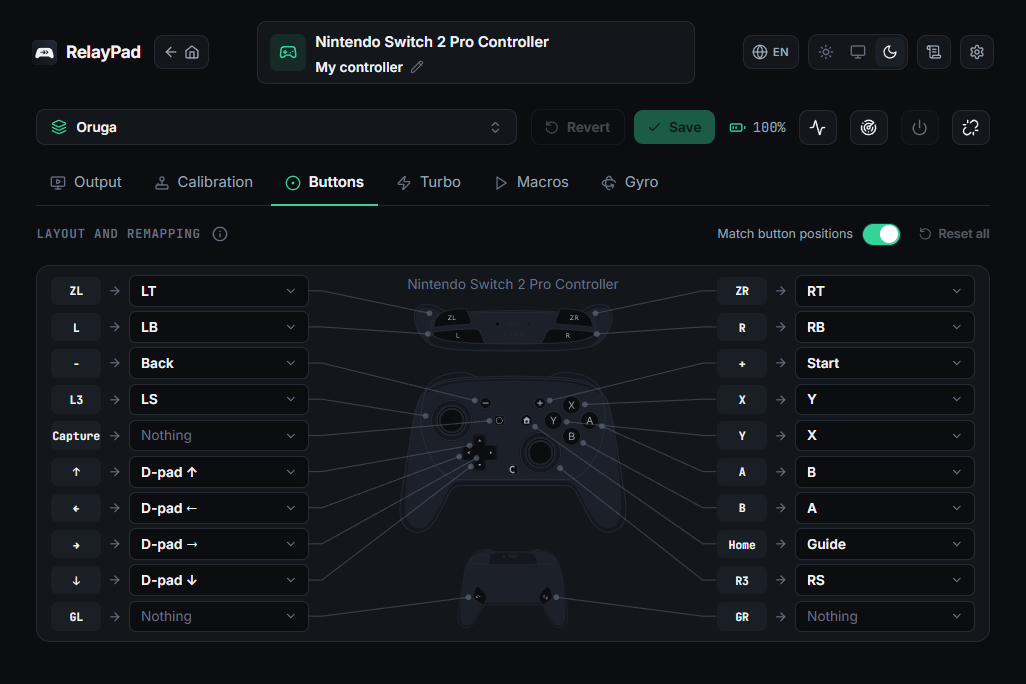 RelayPad
Nintendo Switch 2 Pro Controller
My controller
EN
Oruga
Revert
Save
100%
Output
Calibration
Buttons
Turbo
Macros
Gyro
LAYOUT AND REMAPPING
Match button positions
Reset all
Nintendo Switch 2 Pro Controller
ZL → LT
L → LB
- → Back
L3 → LS
Capture → Nothing
↑ → D-pad ↑
← → D-pad ←
→ → D-pad →
↓ → D-pad ↓
GL → Nothing
ZL
ZR
L
R
X
Y
A
B
C
ZR → RT
R → RB
+ → Start
X → Y
Y → X
A → B
B → A
Home → Guide
R3 → RS
GR → Nothing